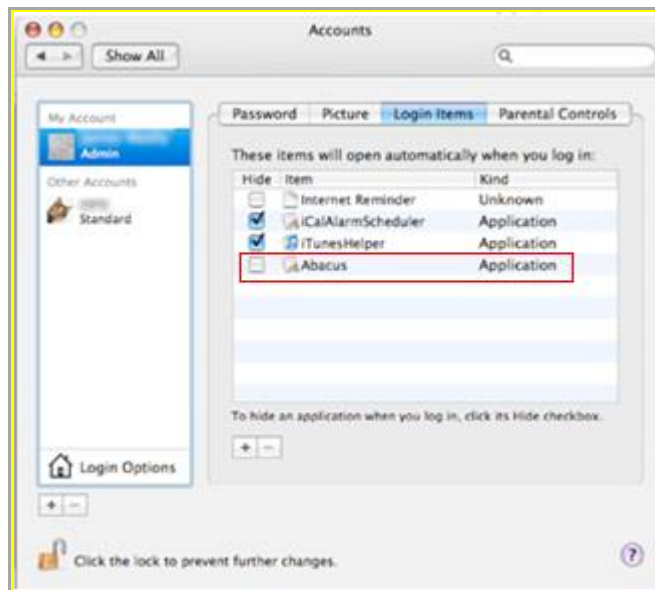 Accounts
Show All
My Account
Admin
Other Accounts
Standard
Login Options
Password Picture Login Items Parental Controls
These items will open automatically when you log in:
Hide Item Kind
Internet Reminder Unknown
iCalAlarmScheduler Application
iTunesHelper Application
Abacus Application
To hide an application when you log in, click its Hide checkbox.
+ −
+ −
Click the lock to prevent further changes.
?